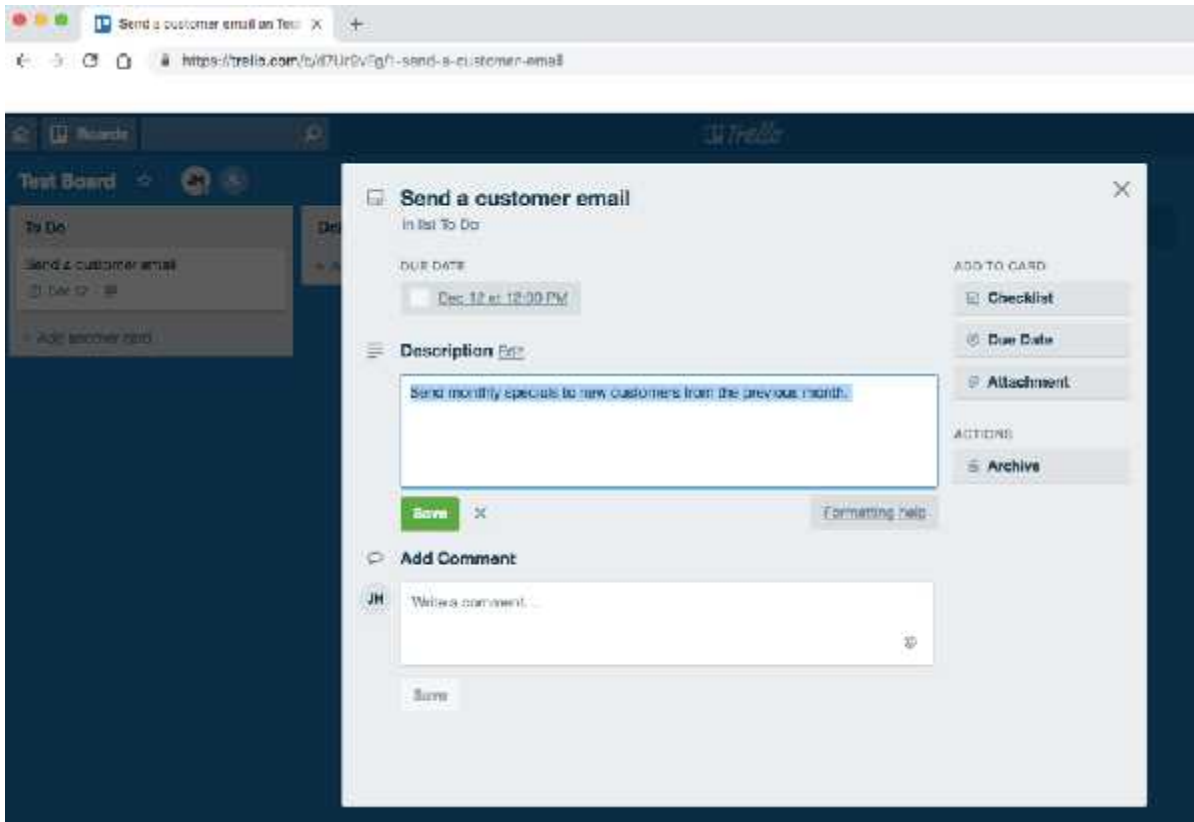 Send a customer email on Tre
https://trello.com/c/
-send-a-customer-email
Boards
Trello
Test Board
JH
To Do
Send a customer email
Dec 12
+ Add another card
Send a customer email
in list To Do
DUE DATE
Dec 12 at 12:00 PM
Description Edit
Send monthly specials to new customers from the previous month.
Save
Formatting help
Add Comment
JH
Write a comment...
Save
ADD TO CARD
Checklist
Due Date
Attachment
ACTIONS
Archive